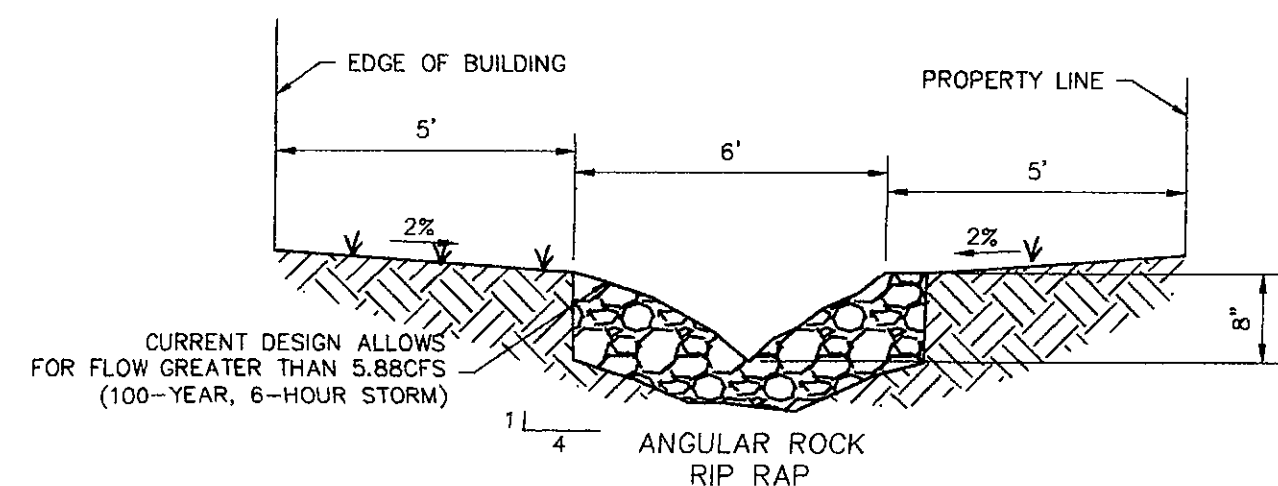 EDGE OF BUILDING
PROPERTY LINE
5'
6'
5'
2%
2%
8"
CURRENT DESIGN ALLOWS
FOR FLOW GREATER THAN 5.88CFS
(100-YEAR, 6-HOUR STORM)
1
4
ANGULAR ROCK
RIP RAP